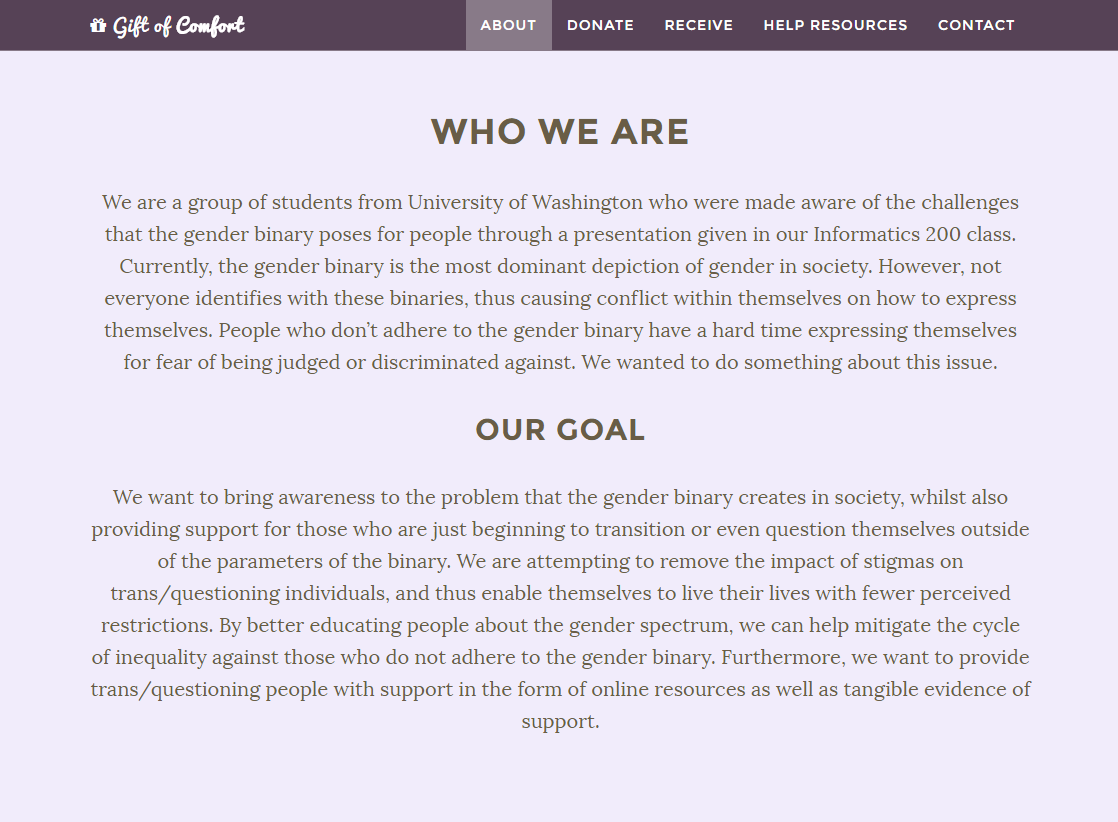 Gift of Comfort ABOUT DONATE RECEIVE HELP RESOURCES CONTACT
WHO WE ARE
We are a group of students from University of Washington who were made aware of the challenges
that the gender binary poses for people through a presentation given in our Informatics 200 class.
Currently, the gender binary is the most dominant depiction of gender in society. However, not
everyone identifies with these binaries, thus causing conflict within themselves on how to express
themselves. People who don’t adhere to the gender binary have a hard time expressing themselves
for fear of being judged or discriminated against. We wanted to do something about this issue.
OUR GOAL
We want to bring awareness to the problem that the gender binary creates in society, whilst also
providing support for those who are just beginning to transition or even question themselves outside
of the parameters of the binary. We are attempting to remove the impact of stigmas on
trans/questioning individuals, and thus enable themselves to live their lives with fewer perceived
restrictions. By better educating people about the gender spectrum, we can help mitigate the cycle
of inequality against those who do not adhere to the gender binary. Furthermore, we want to provide
trans/questioning people with support in the form of online resources as well as tangible evidence of
support.